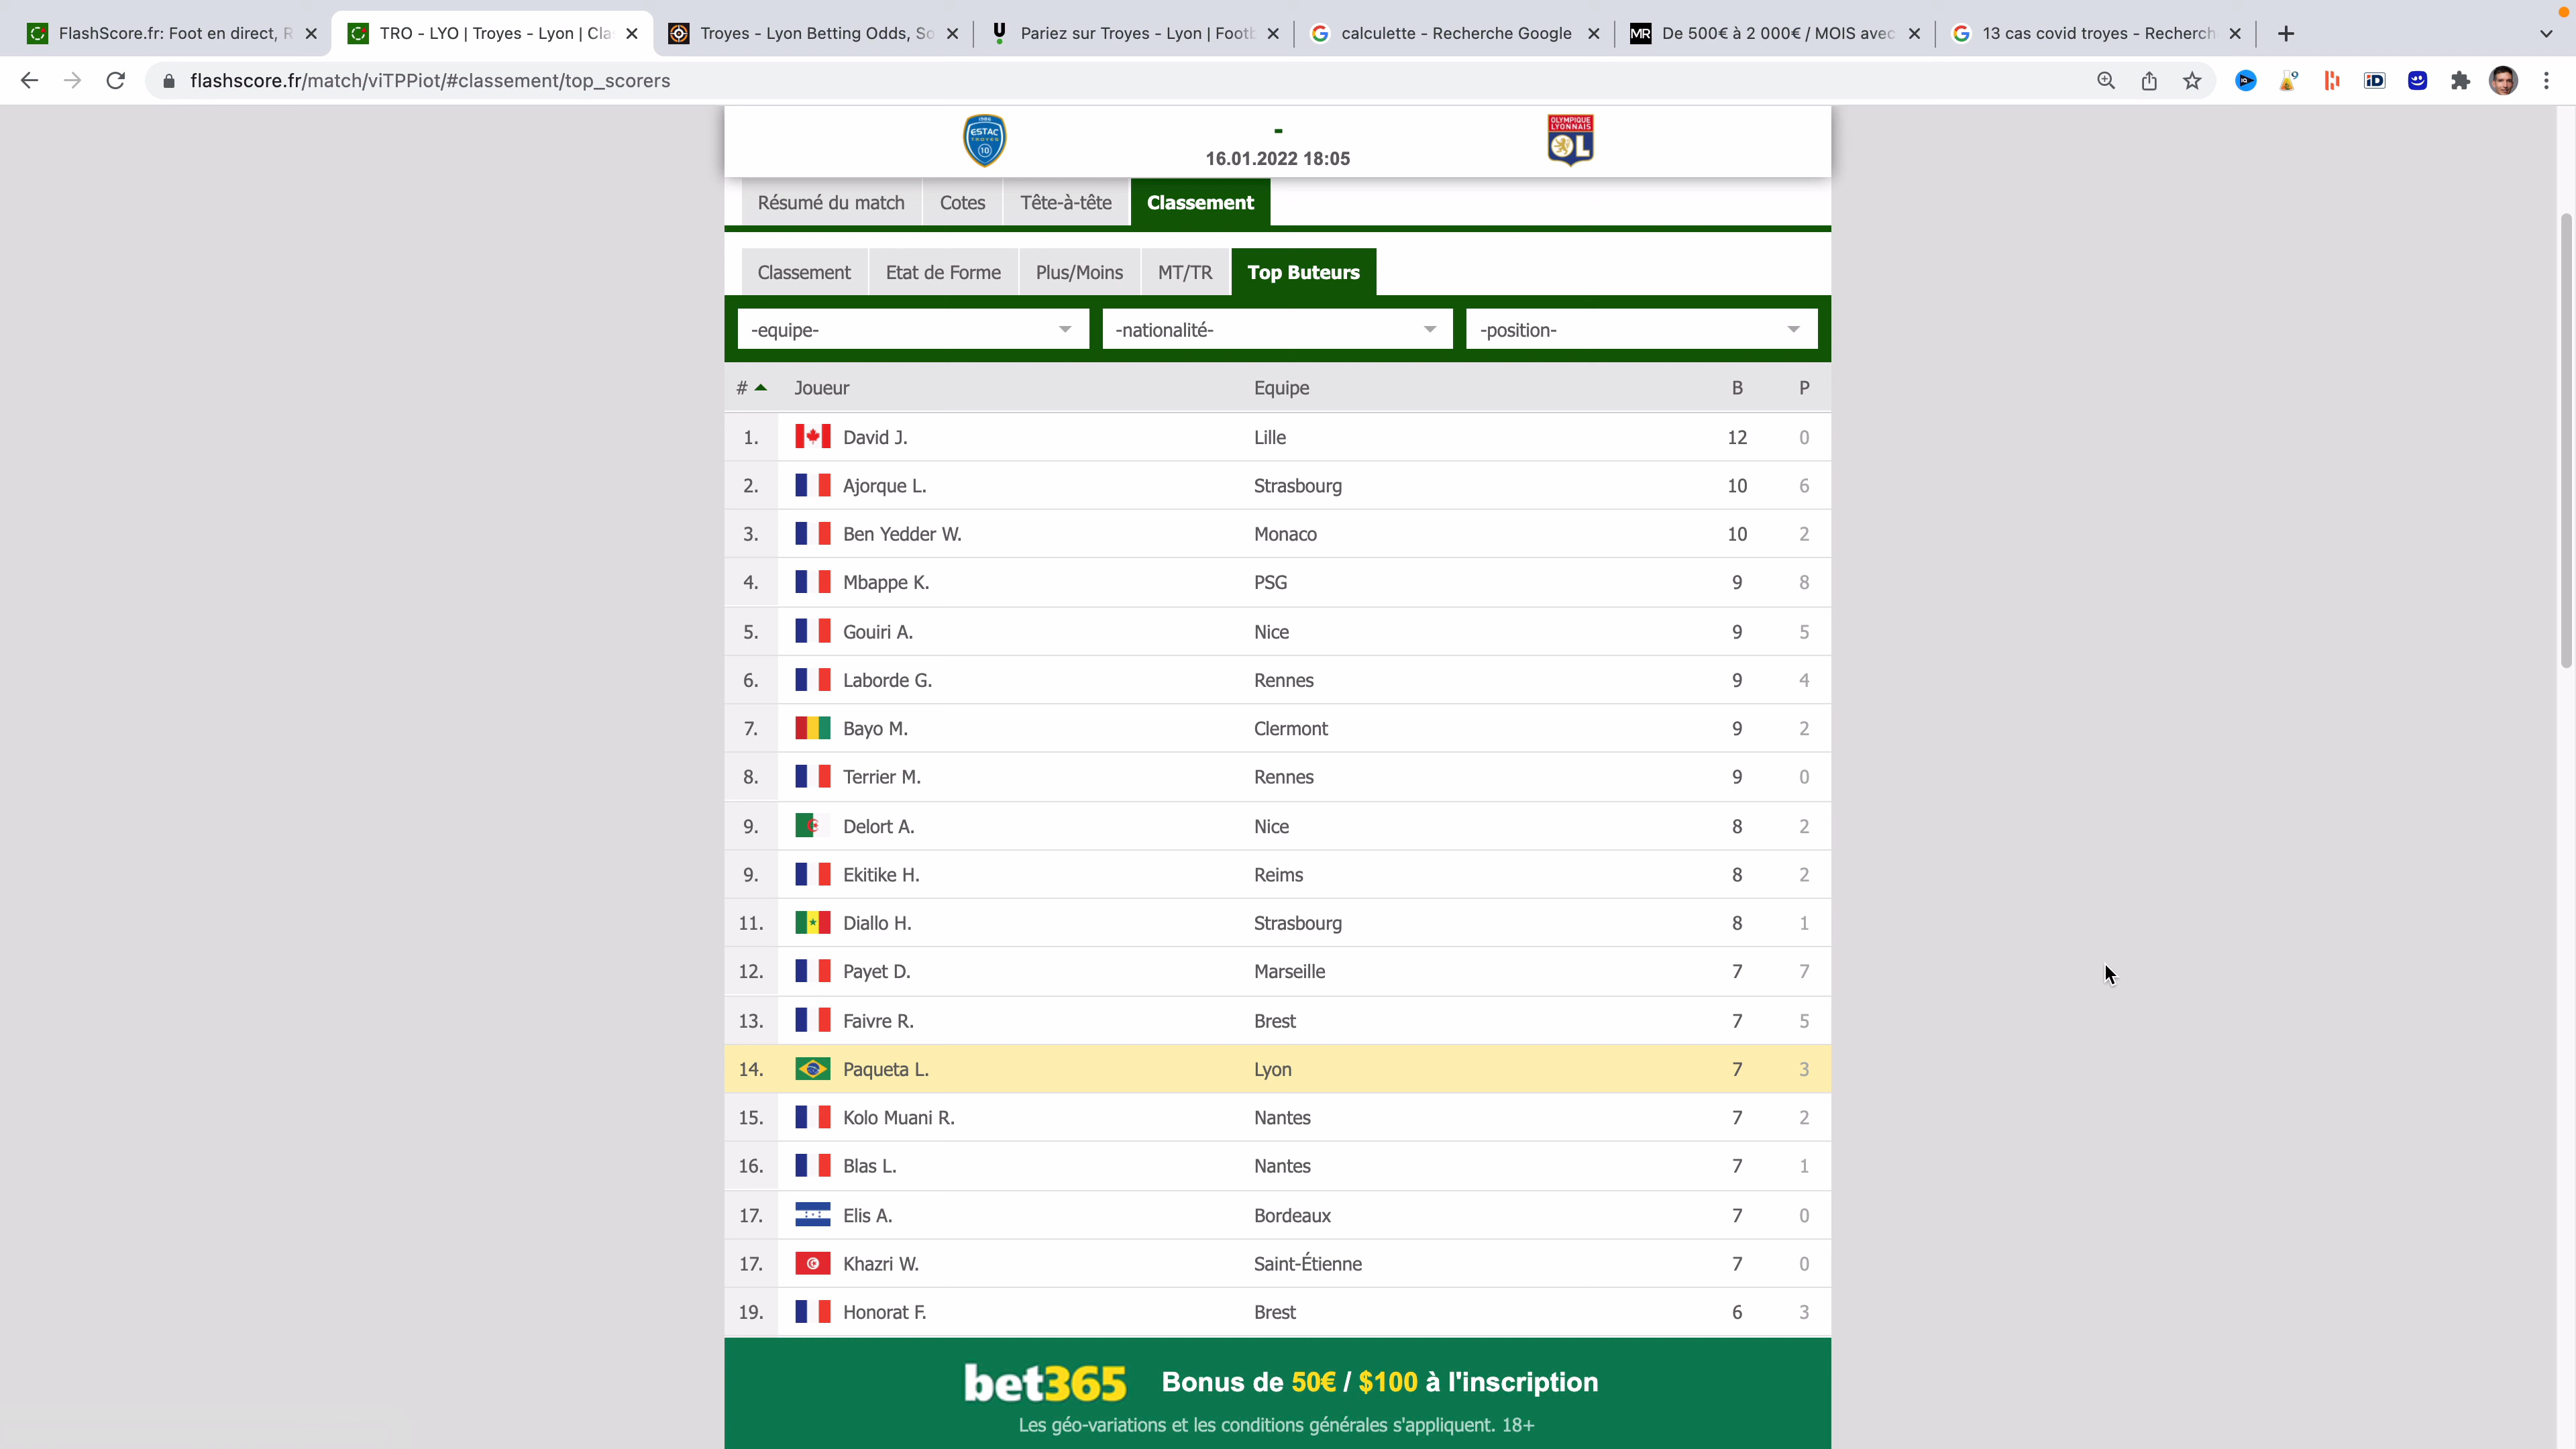 FlashScore.fr: Foot en direct, R
TRO - LYO | Troyes - Lyon | Cla
Troyes - Lyon Betting Odds, So
Pariez sur Troyes - Lyon | Footb
calculette - Recherche Google
MR De 500€ à 2 000€ / MOIS avec
13 cas covid troyes - Recherch
flashscore.fr/match/viTPPiot/#classement/top_scorers
ESTAC TROYES
-
OLYMPIQUE LYONNAIS OL
16.01.2022 18:05
Résumé du match Cotes Tête-à-tête Classement
Classement Etat de Forme Plus/Moins MT/TR Top Buteurs
-equipe- -nationalité- -position-
# Joueur Equipe B P
1. David J. Lille 12 0
2. Ajorque L. Strasbourg 10 6
3. Ben Yedder W. Monaco 10 2
4. Mbappe K. PSG 9 8
5. Gouiri A. Nice 9 5
6. Laborde G. Rennes 9 4
7. Bayo M. Clermont 9 2
8. Terrier M. Rennes 9 0
9. Delort A. Nice 8 2
9. Ekitike H. Reims 8 2
11. Diallo H. Strasbourg 8 1
12. Payet D. Marseille 7 7
13. Faivre R. Brest 7 5
14. Paqueta L. Lyon 7 3
15. Kolo Muani R. Nantes 7 2
16. Blas L. Nantes 7 1
17. Elis A. Bordeaux 7 0
17. Khazri W. Saint-Étienne 7 0
19. Honorat F. Brest 6 3
bet365 Bonus de 50€ / $100 à l'inscription
Les géo-variations et les conditions générales s'appliquent. 18+